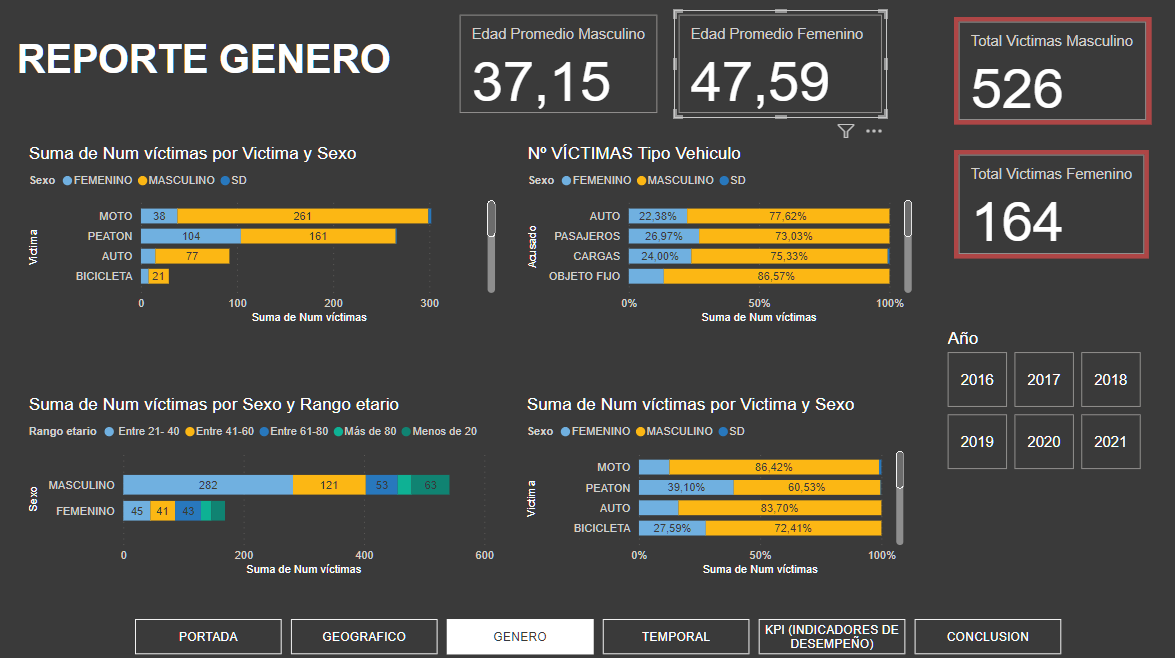 REPORTE GENERO
Edad Promedio Masculino
37,15
Edad Promedio Femenino
47,59
Total Victimas Masculino
526
Total Victimas Femenino
164
Suma de Num víctimas por Victima y Sexo
Sexo FEMENINO MASCULINO SD
Victima
MOTO 38 261
PEATON 104 161
AUTO 77
BICICLETA 21
0 100 200 300
Suma de Num víctimas
Nº VÍCTIMAS Tipo Vehiculo
Sexo FEMENINO MASCULINO SD
Acusado
AUTO 22,38% 77,62%
PASAJEROS 26,97% 73,03%
CARGAS 24,00% 75,33%
OBJETO FIJO 86,57%
0% 50% 100%
Suma de Num víctimas
Año
2016 2017 2018
2019 2020 2021
Suma de Num víctimas por Sexo y Rango etario
Rango etario Entre 21- 40 Entre 41-60 Entre 61-80 Más de 80 Menos de 20
Sexo
MASCULINO 282 121 53 63
FEMENINO 45 41 43
0 200 400 600
Suma de Num víctimas
Suma de Num víctimas por Victima y Sexo
Sexo FEMENINO MASCULINO SD
Victima
MOTO 86,42%
PEATON 39,10% 60,53%
AUTO 83,70%
BICICLETA 27,59% 72,41%
0% 50% 100%
Suma de Num víctimas
PORTADA
GEOGRAFICO
GENERO
TEMPORAL
KPI (INDICADORES DE
DESEMPEÑO)
CONCLUSION